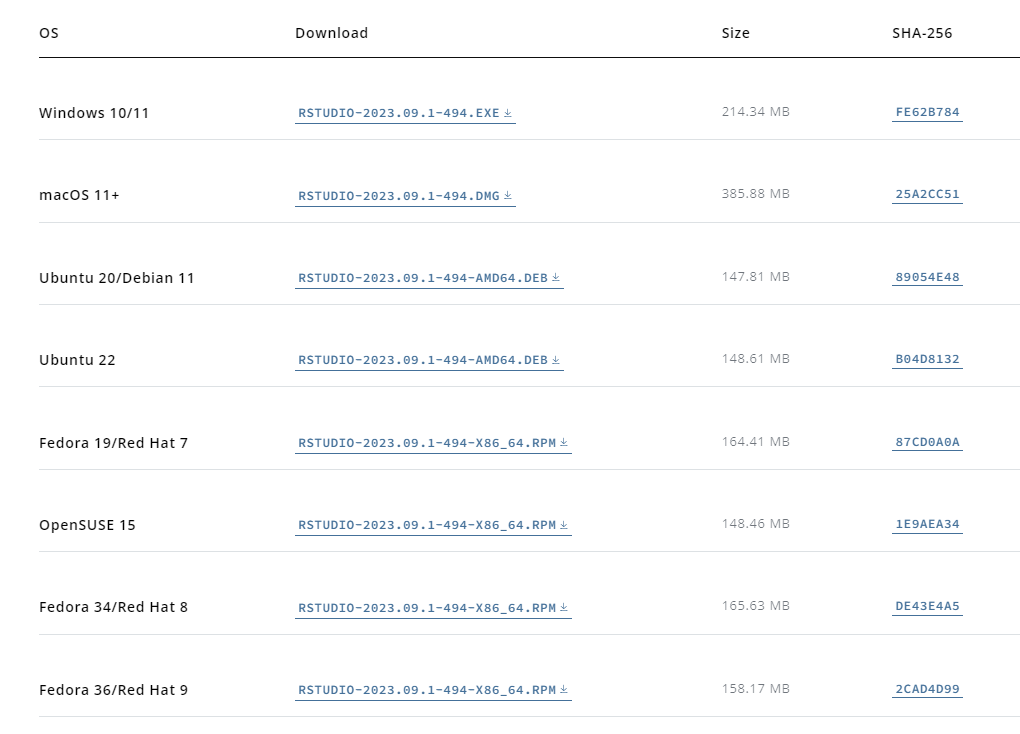 OS Download Size SHA-256
Windows 10/11 RSTUDIO-2023.09.1-494.EXE 214.34 MB FE62B784
macOS 11+ RSTUDIO-2023.09.1-494.DMG 385.88 MB 25A2CC51
Ubuntu 20/Debian 11 RSTUDIO-2023.09.1-494-AMD64.DEB 147.81 MB 89054E48
Ubuntu 22 RSTUDIO-2023.09.1-494-AMD64.DEB 148.61 MB B04D8132
Fedora 19/Red Hat 7 RSTUDIO-2023.09.1-494-X86_64.RPM 164.41 MB 87CD0A0A
OpenSUSE 15 RSTUDIO-2023.09.1-494-X86_64.RPM 148.46 MB 1E9AEA34
Fedora 34/Red Hat 8 RSTUDIO-2023.09.1-494-X86_64.RPM 165.63 MB DE43E4A5
Fedora 36/Red Hat 9 RSTUDIO-2023.09.1-494-X86_64.RPM 158.17 MB 2CAD4D99